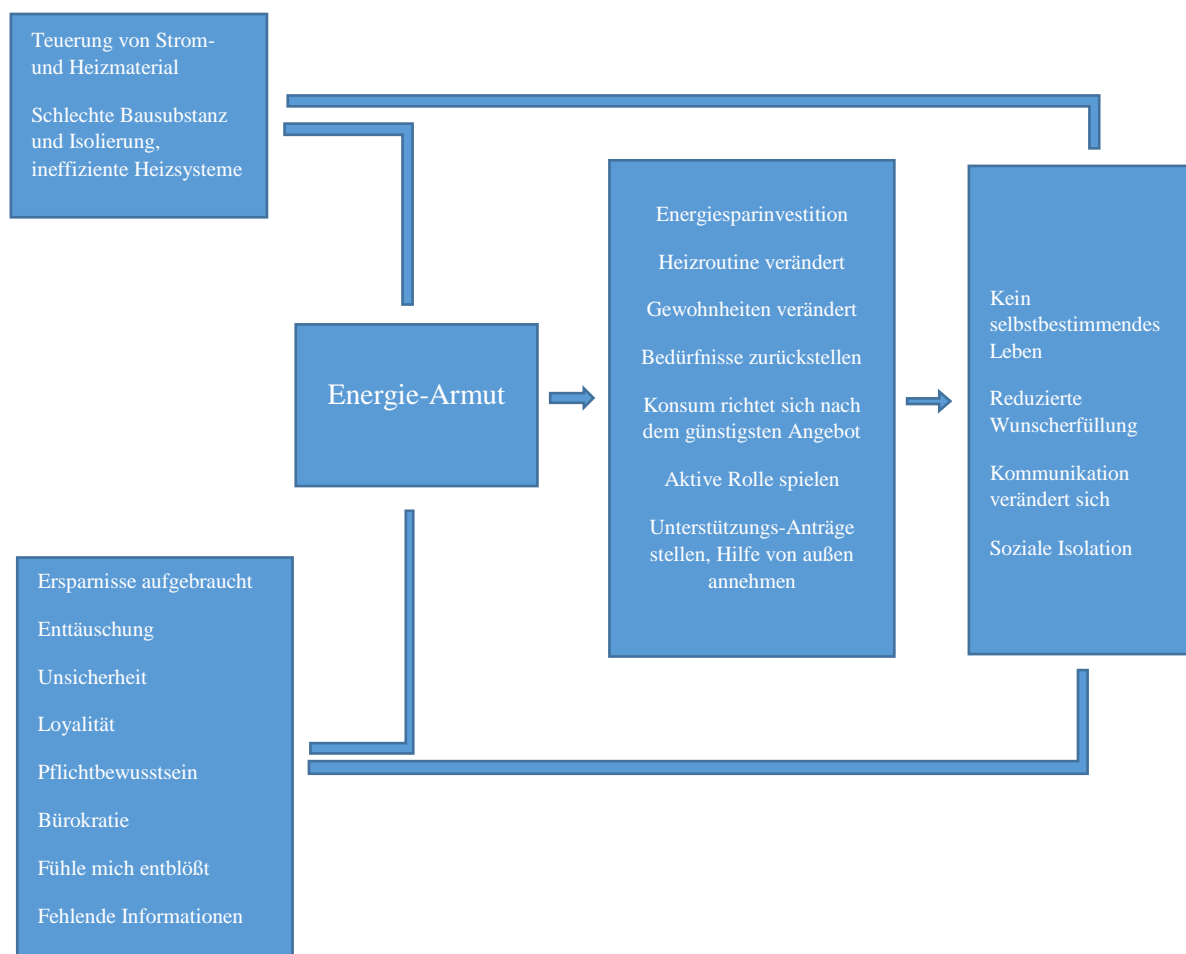 Teuerung von Strom-
und Heizmaterial
Schlechte Bausubstanz
und Isolierung,
ineffiziente Heizsysteme
Energie-Armut
Ersparnisse aufgebraucht
Enttäuschung
Unsicherheit
Loyalität
Pflichtbewusstsein
Bürokratie
Fühle mich entblößt
Fehlende Informationen
Energiesparinvestition
Heizroutine verändert
Gewohnheiten verändert
Bedürfnisse zurückstellen
Konsum richtet sich nach
dem günstigsten Angebot
Aktive Rolle spielen
Unterstützungs-Anträge
stellen, Hilfe von außen
annehmen
Kein
selbstbestimmendes
Leben
Reduzierte
Wunscherfüllung
Kommunikation
verändert sich
Soziale Isolation